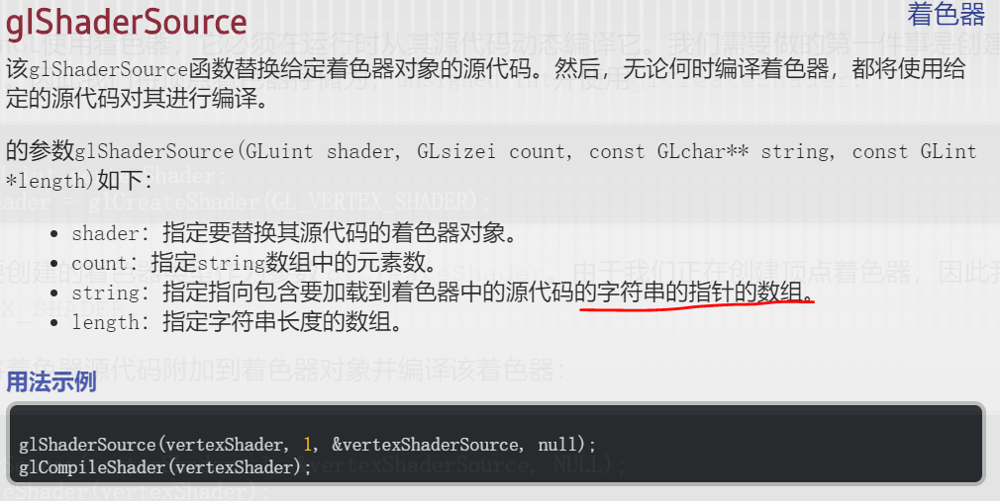 glShaderSource
着色器
该glShaderSource函数替换给定着色器对象的源代码。然后，无论何时编译着色器，都将使用给
定的源代码对其进行编译。
的参数glShaderSource(GLuint shader, GLsizei count, const GLchar** string, const GLint
*length)如下：
shader：指定要替换其源代码的着色器对象。
count：指定string数组中的元素数。
string：指定指向包含要加载到着色器中的源代码的字符串的指针的数组。
length：指定字符串长度的数组。
用法示例
glShaderSource(vertexShader, 1, &vertexShaderSource, null);
glCompileShader(vertexShader);